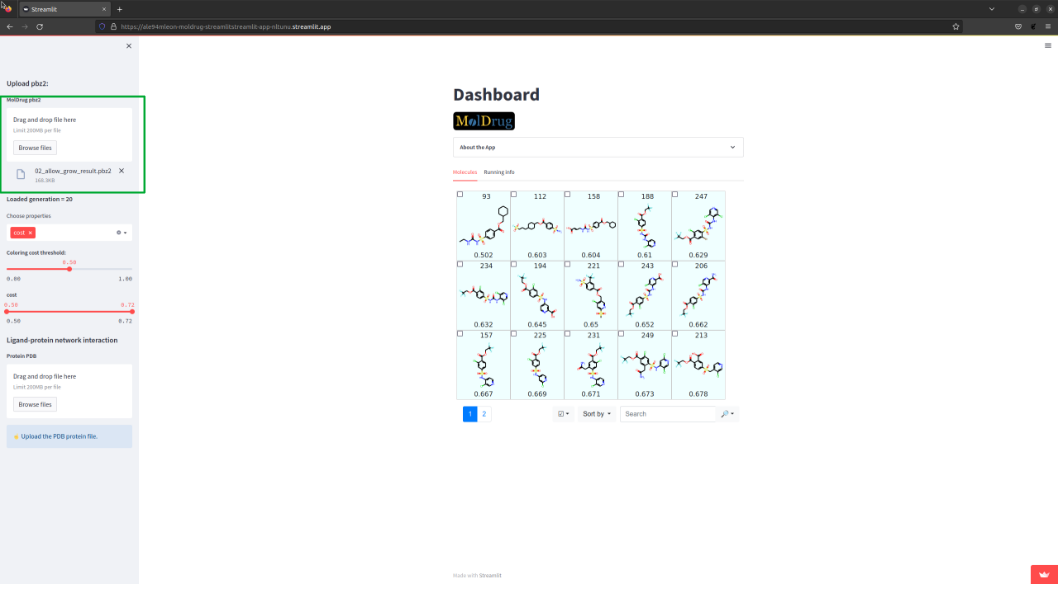 Streamlit
https://ale94mleon-moldrug-streamlitstreamlit-app-nltuno.streamlit.app
Upload pbz2:
MolDrug pbz2
Drag and drop file here
Limit 200MB per file
Browse files
02_allow_grow_result.pbz2
168.9KB
Loaded generation = 20
Choose properties
cost
Coloring cost threshold:
0.50
0.00 1.00
cost
0.50 0.72
0.50 0.72
Ligand-protein network interaction
Protein PDB
Drag and drop file here
Limit 200MB per file
Browse files
Upload the PDB protein file.
Dashboard
MolDrug
About the App
Molecules Running info
93 112 158 188 247
0.502 0.603 0.604 0.61 0.629
234 194 221 243 206
0.632 0.645 0.65 0.652 0.662
157 225 231 249 213
0.667 0.669 0.671 0.673 0.678
1 2 Sort by Search
Made with Streamlit